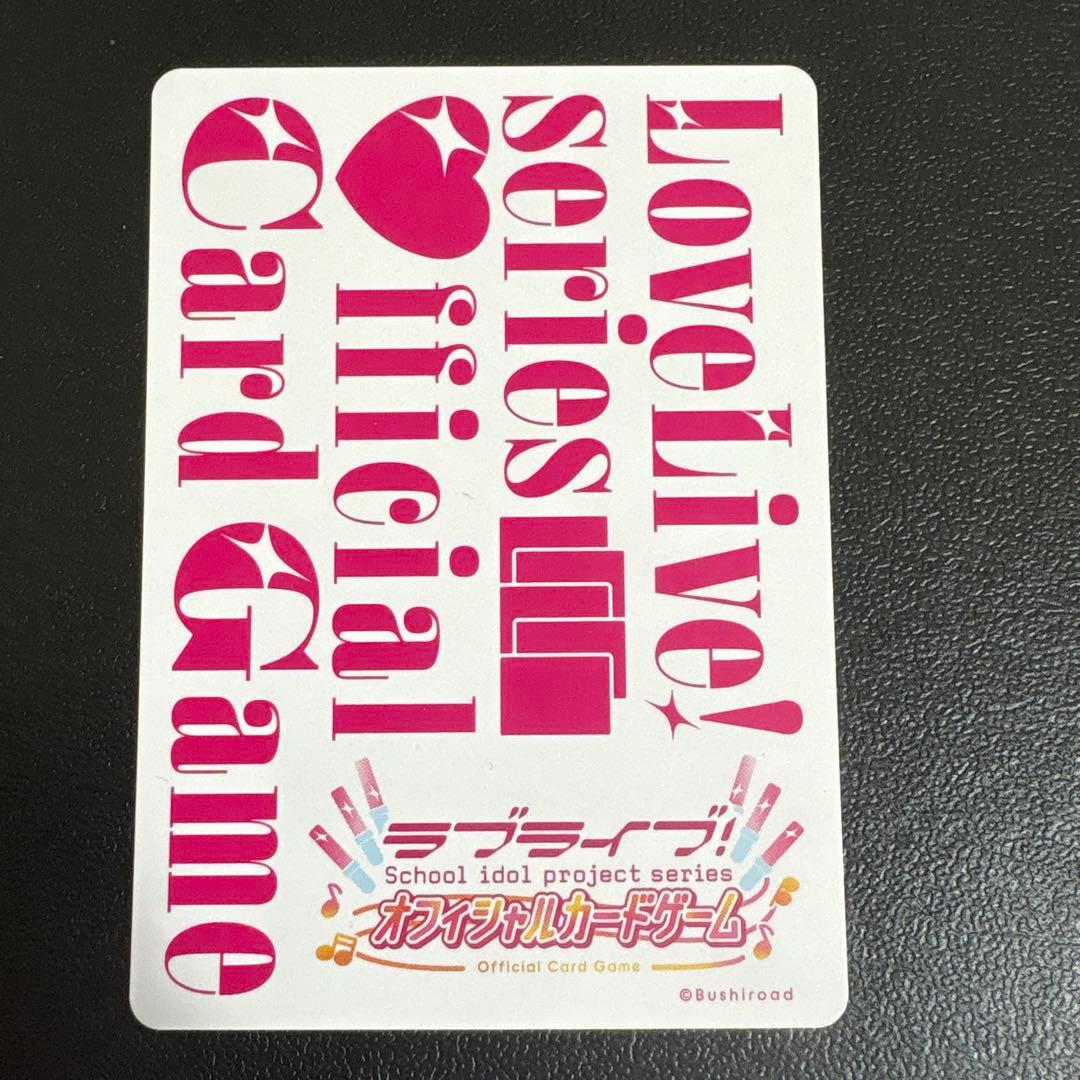 LoveLive!
series
Official
Card Game
ラブライブ!
School idol project series
オフィシャルカードゲーム
Official Card Game
©Bushiroad